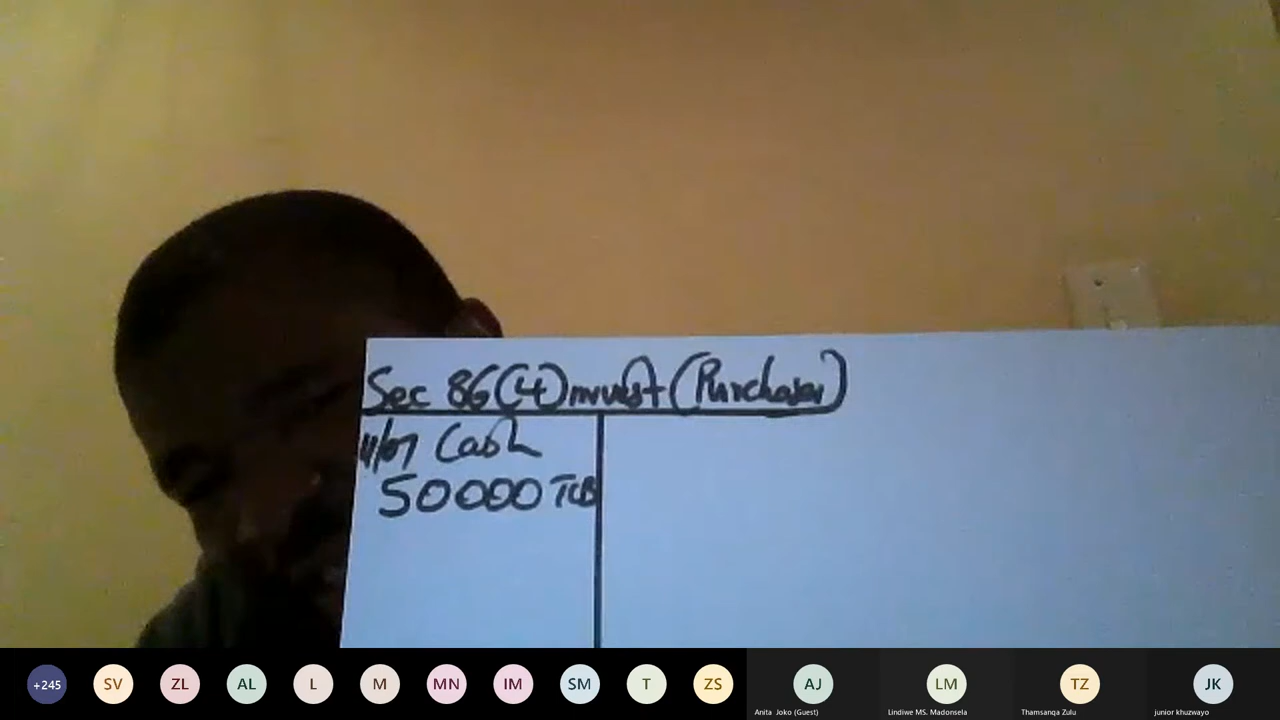 Sec 86(4) invest (Purchaser)
11/07 Cash
50000 TCB
+245 SV ZL AL L M MN IM SM T ZS AJ LM TZ JK
Anita Joko (Guest) Lindiwe MS. Madonsela Thamsanqa Zulu junior khuzwayo